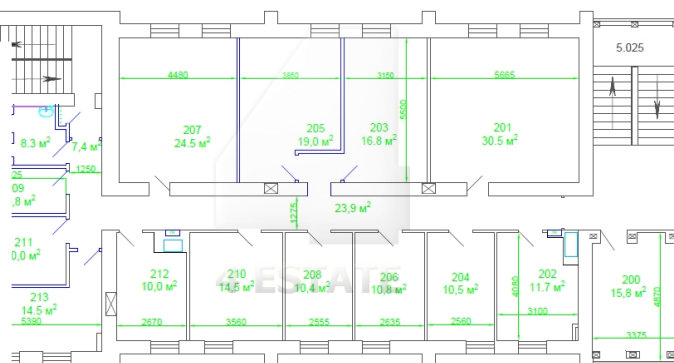 5.025
4480
3850
3150
5665
5500
207
24.5 м²
205
19,0 м²
203
16.8 м²
201
30.5 м²
8.3 м²
7,4 м²
1250
25
09
,8 м²
1275
23,9 м²
211
0,0 м²
213
14.5 м²
5390
212
10,0 м²
210
14,5 м²
208
10,4 м²
206
10,8 м²
204
10,5 м²
202
11.7 м²
200
15,8 м²
4080
4870
2670
3560
2555
2635
2560
3100
3375
4ESTATE